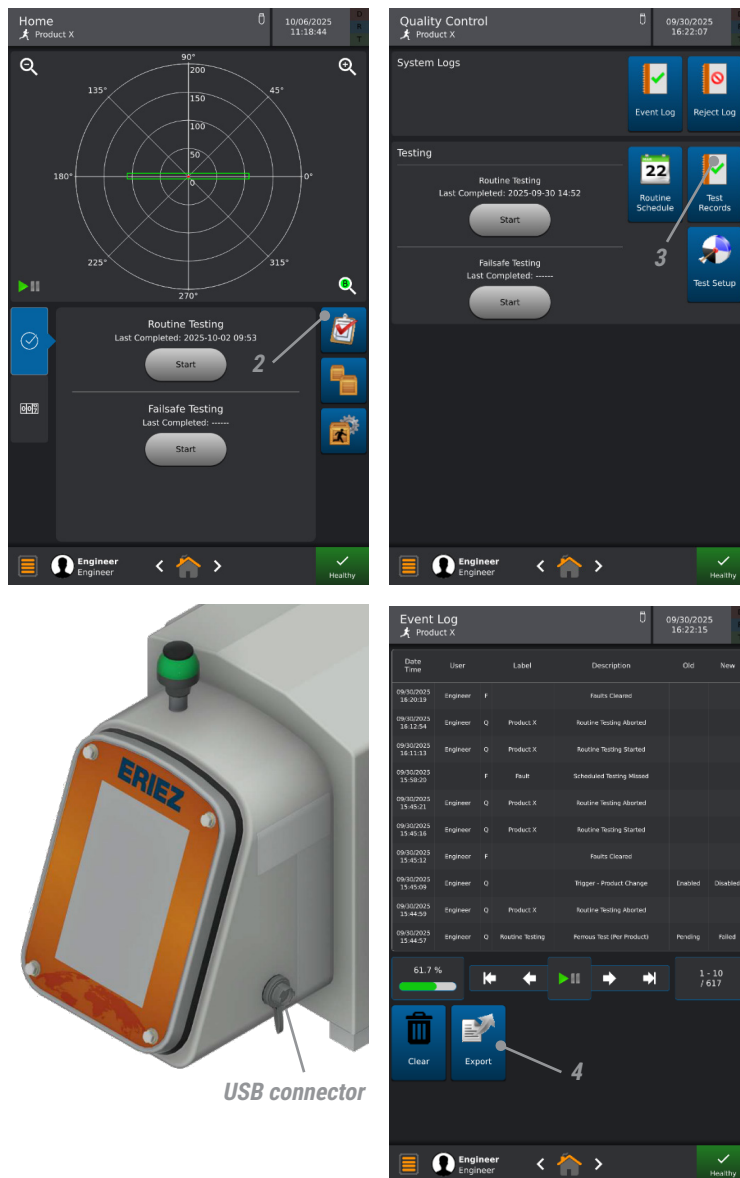 Home
Product X
10/06/2025
11:18:44
D
R
T
90°
200
135°
45°
150
100
50
180°
0
0°
225°
315°
270°
B
Routine Testing
Last Completed: 2025-10-02 09:53
Start
2
Failsafe Testing
Last Completed: ------
Start
Engineer
Engineer
< >
Healthy
Quality Control
Product X
09/30/2025
16:22:07
System Logs
Event Log
Reject Log
Testing
Routine Testing
Last Completed: 2025-09-30 14:52
Start
22
Routine
Schedule
Test
Records
3
Failsafe Testing
Last Completed: ------
Start
Test Setup
Engineer
Engineer
< >
Healthy
ERIEZ
USB connector
Event Log
Product X
09/30/2025
16:22:15
Date Time User Label Description Old New
09/30/2025 16:20:19 Engineer F Faults Cleared
09/30/2025 16:12:54 Engineer Q Product X Routine Testing Aborted
09/30/2025 16:11:13 Engineer Q Product X Routine Testing Started
09/30/2025 15:58:20 F Fault Scheduled Testing Missed
09/30/2025 15:45:21 Engineer Q Product X Routine Testing Aborted
09/30/2025 15:45:16 Engineer Q Product X Routine Testing Started
09/30/2025 15:45:12 Engineer F Faults Cleared
09/30/2025 15:45:09 Engineer Q Trigger - Product Change Enabled Disabled
09/30/2025 15:44:59 Engineer Q Product X Routine Testing Aborted
09/30/2025 15:44:57 Engineer Q Routine Testing Ferrous Test (Per Product) Pending Failed
61.7 %
1 - 10
/ 617
Clear
Export
4
Engineer
Engineer
< >
Healthy